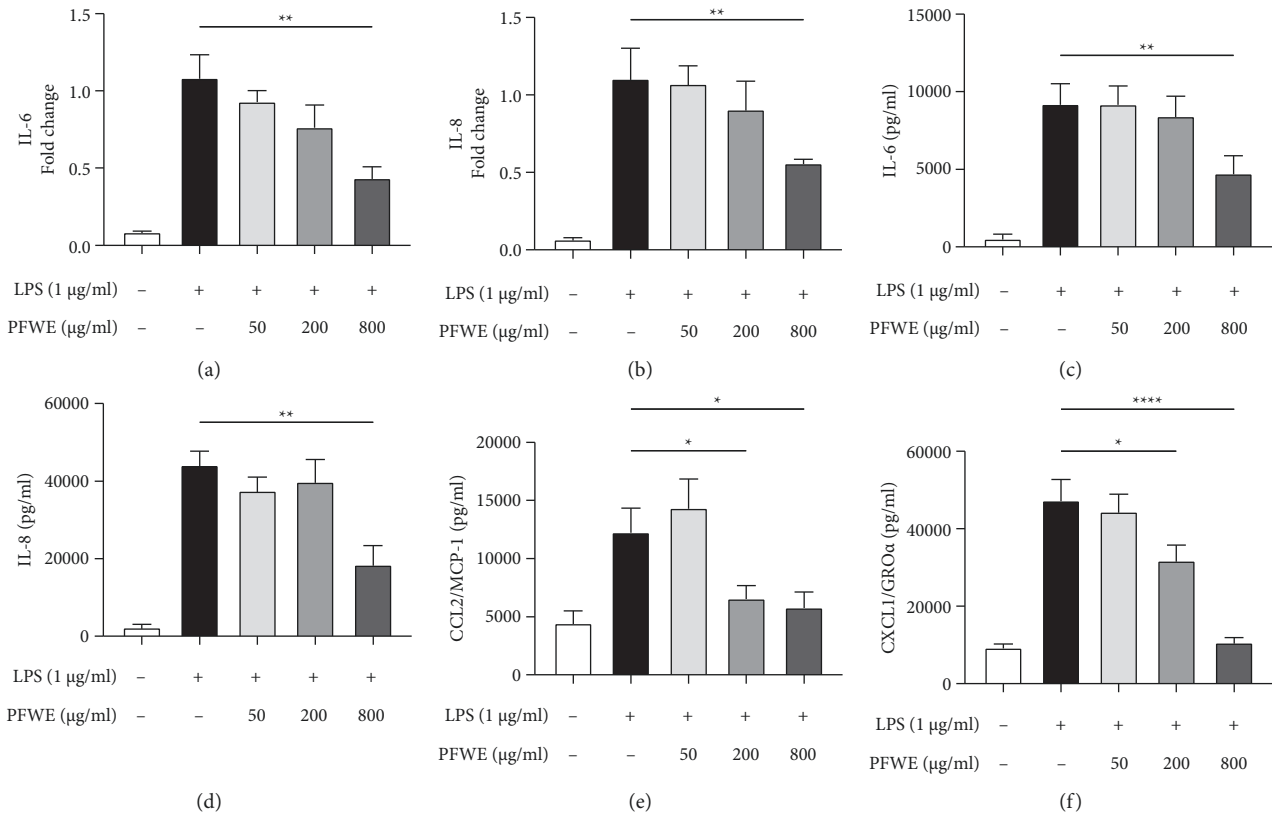 **
1.5
1.0
0.5
0.0
IL-6
Fold change
LPS (1 μg/ml) – + + + +
PFWE (μg/ml) – – 50 200 800
(a)
**
1.5
1.0
0.5
0.0
IL-8
Fold change
LPS (1 μg/ml) – + + + +
PFWE (μg/ml) – – 50 200 800
(b)
**
15000
10000
5000
0
IL-6 (pg/ml)
LPS (1 μg/ml) – + + + +
PFWE (μg/ml) – – 50 200 800
(c)
**
60000
40000
20000
0
IL-8 (pg/ml)
LPS (1 μg/ml) – + + + +
PFWE (μg/ml) – – 50 200 800
(d)
*
*
20000
15000
10000
5000
0
CCL2/MCP-1 (pg/ml)
LPS (1 μg/ml) – + + + +
PFWE (μg/ml) – – 50 200 800
(e)
****
*
60000
40000
20000
0
CXCL1/GROα (pg/ml)
LPS (1 μg/ml) – + + + +
PFWE (μg/ml) – – 50 200 800
(f)